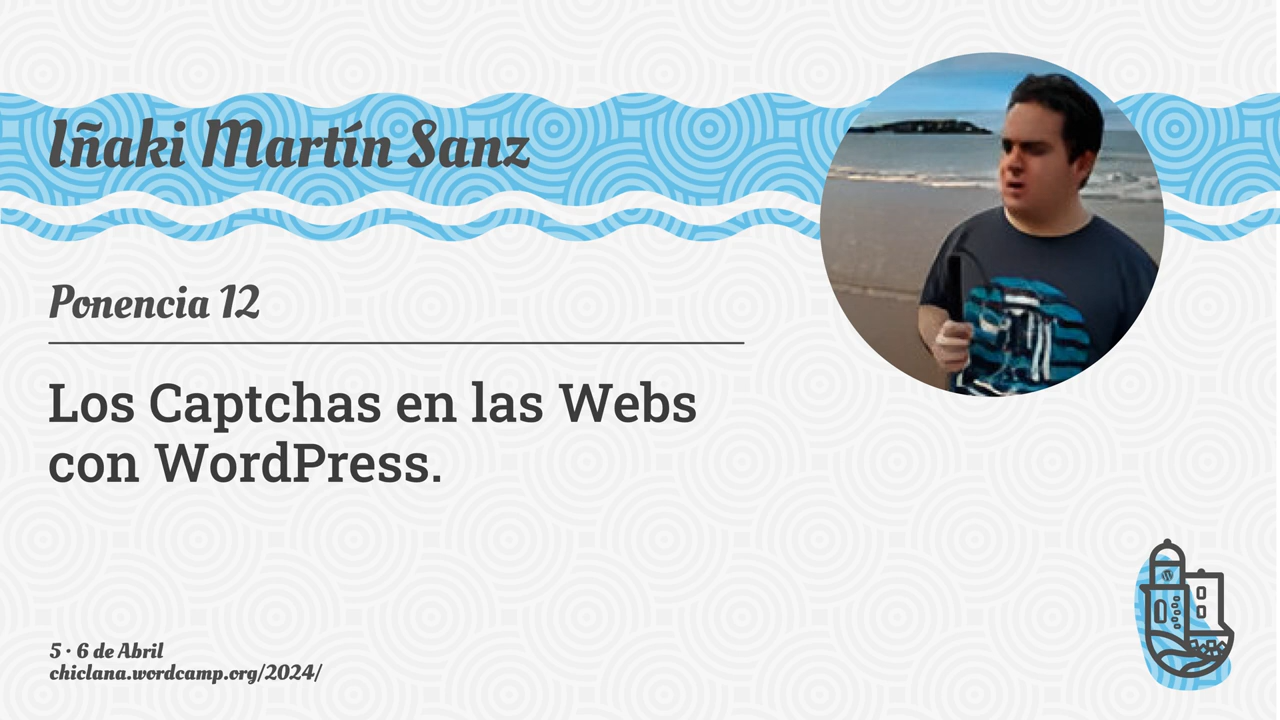 Iñaki Martín Sanz
Ponencia 12
Los Captchas en las Webs
con WordPress.
5 · 6 de Abril
chiclana.wordcamp.org/2024/